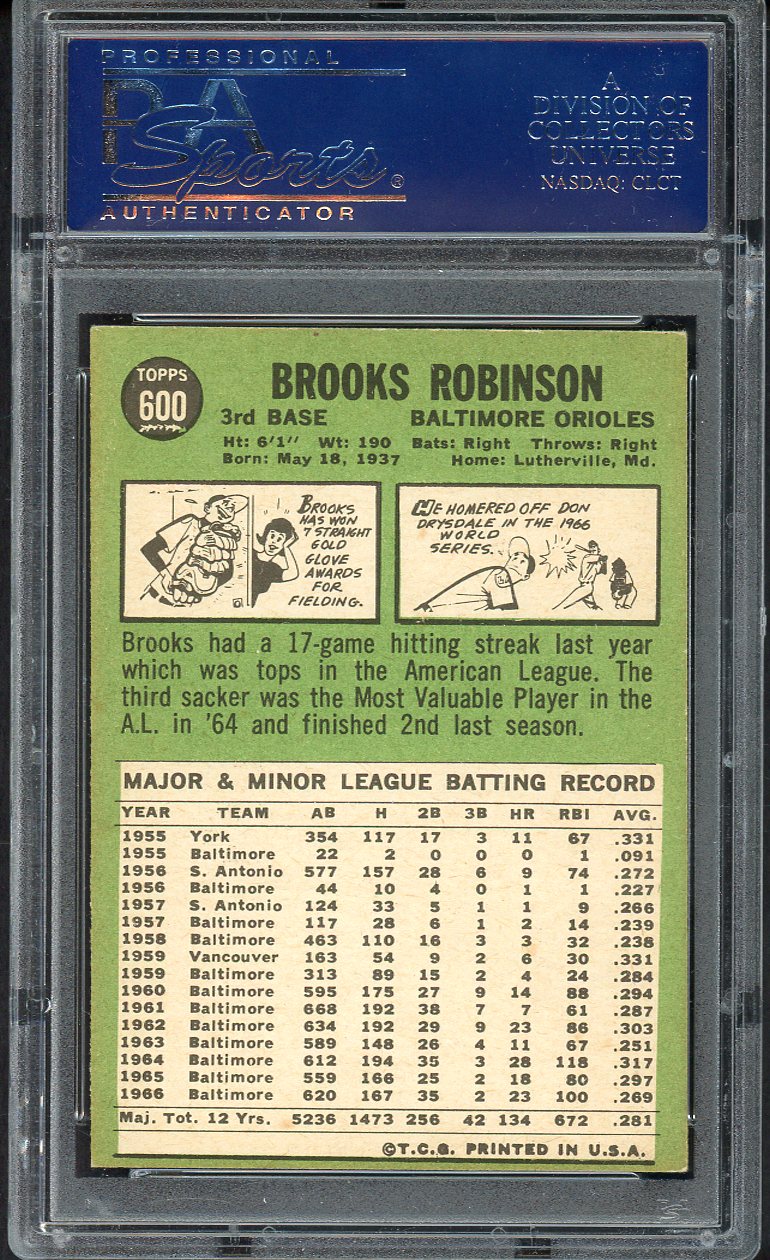 PROFESSIONAL
PSA
Sports®
AUTHENTICATOR
A
DIVISION OF
COLLECTORS
UNIVERSE
NASDAQ: CLCT
TOPPS
600
BROOKS ROBINSON
3rd BASE BALTIMORE ORIOLES
Ht: 6'1" Wt: 190 Bats: Right Throws: Right
Born: May 18, 1937 Home: Lutherville, Md.
BROOKS
HAS WON
7 STRAIGHT
GOLD
GLOVE
AWARDS
FOR
FIELDING.
HE HOMERED OFF DON
DRYSDALE IN THE 1966
WORLD
SERIES.
Brooks had a 17-game hitting streak last year
which was tops in the American League. The
third sacker was the Most Valuable Player in the
A.L. in '64 and finished 2nd last season.
MAJOR & MINOR LEAGUE BATTING RECORD
YEAR TEAM AB H 2B 3B HR RBI AVG.
1955 York 354 117 17 3 11 67 .331
1955 Baltimore 22 2 0 0 0 1 .091
1956 S. Antonio 577 157 28 6 9 74 .272
1956 Baltimore 44 10 4 0 1 1 .227
1957 S. Antonio 124 33 5 1 1 9 .266
1957 Baltimore 117 28 6 1 2 14 .239
1958 Baltimore 463 110 16 3 3 32 .238
1959 Vancouver 163 54 9 2 6 30 .331
1959 Baltimore 313 89 15 2 4 24 .284
1960 Baltimore 595 175 27 9 14 88 .294
1961 Baltimore 668 192 38 7 7 61 .287
1962 Baltimore 634 192 29 9 23 86 .303
1963 Baltimore 589 148 26 4 11 67 .251
1964 Baltimore 612 194 35 3 28 118 .317
1965 Baltimore 559 166 25 2 18 80 .297
1966 Baltimore 620 167 35 2 23 100 .269
Maj. Tot. 12 Yrs. 5236 1473 256 42 134 672 .281
©T.C.G. PRINTED IN U.S.A.